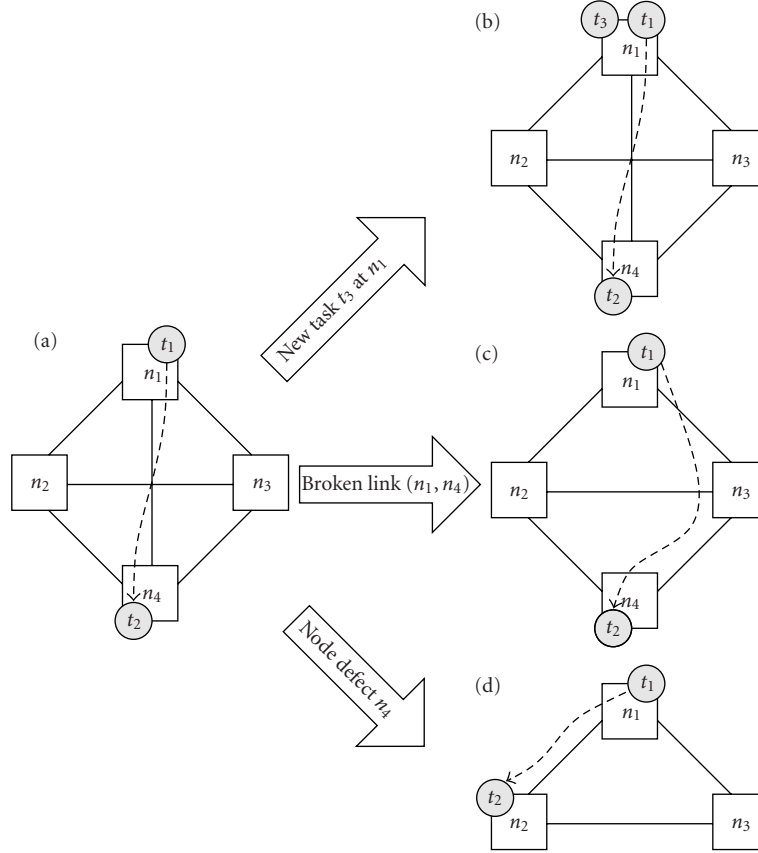 (a)
t1
n1
n2
n3
n4
t2
New task t3 at n1
Broken link (n1, n4)
Node defect n4
(b)
t3
t1
n1
n2
n3
n4
t2
(c)
t1
n1
n2
n3
n4
t2
(d)
t1
n1
t2
n2
n3